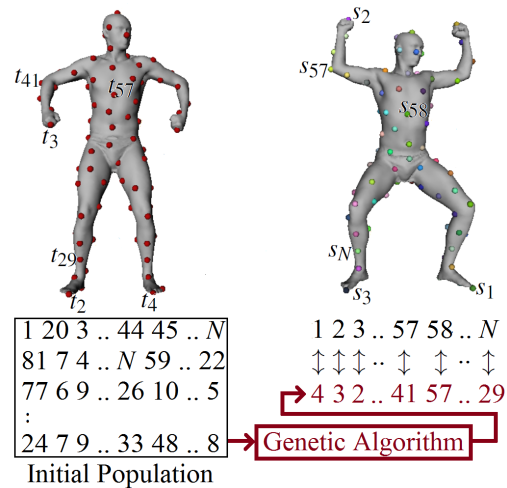 t41
t57
t3
t29
t2
t4
s2
s57
s58
sN
s3
s1
1 20 3 .. 44 45 .. N
81 7 4 .. N 59 .. 22
77 6 9 .. 26 10 .. 5
:
24 7 9 .. 33 48 .. 8
Initial Population
1 2 3 .. 57 58 .. N
↕ ↕ ↕ .. ↕ ↕ .. ↕
4 3 2 .. 41 57 .. 29
Genetic Algorithm